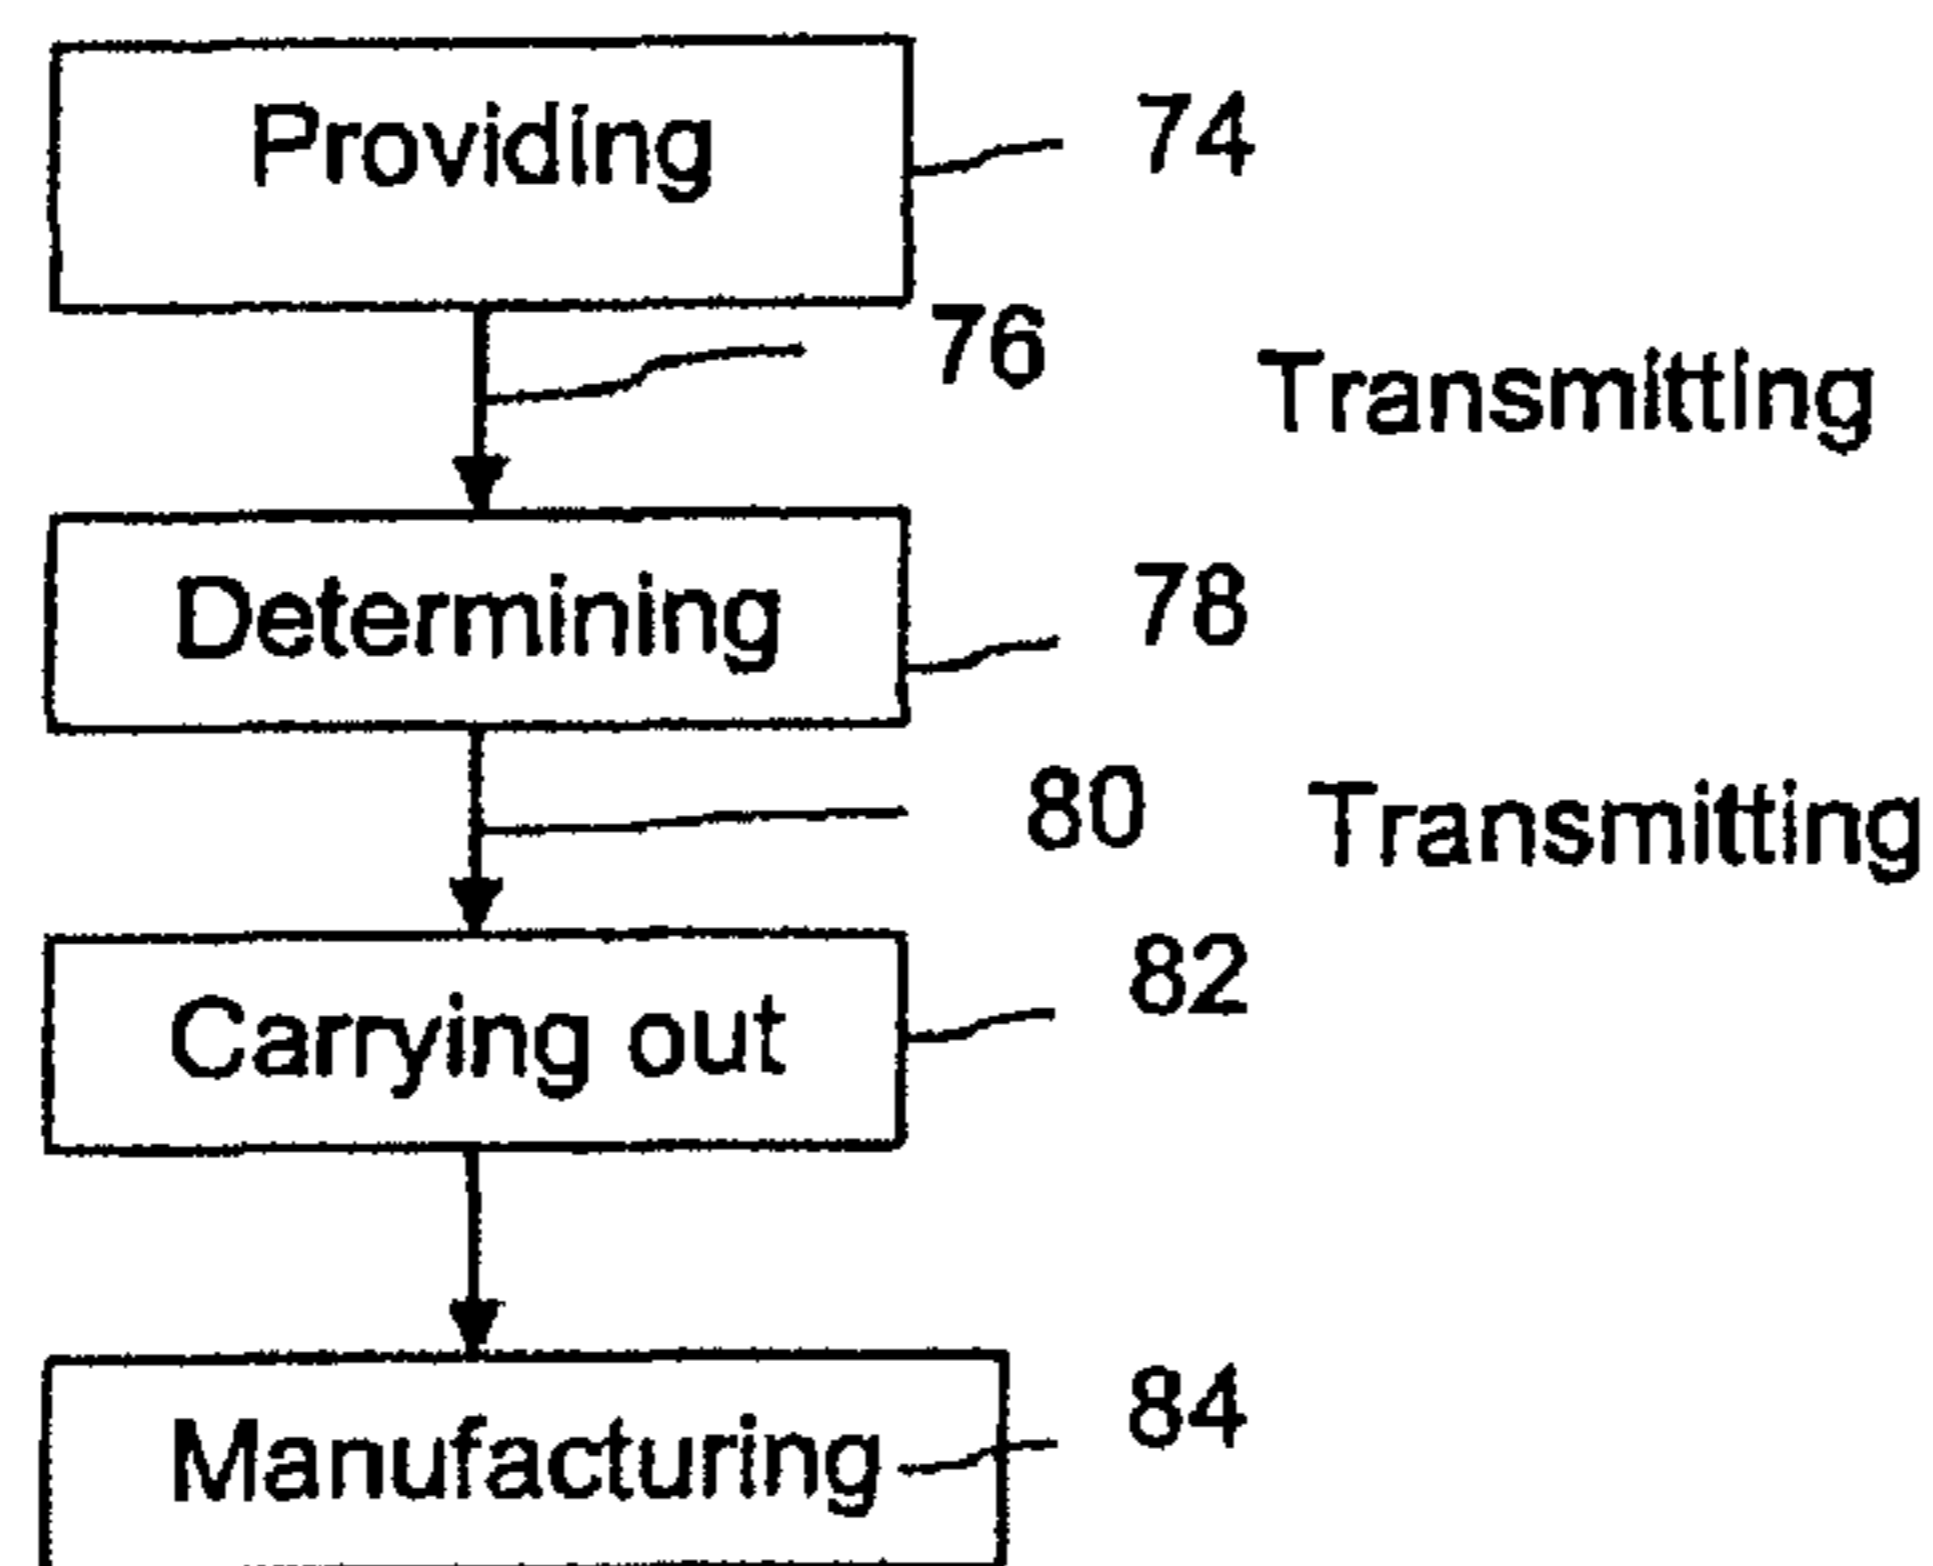 Providing 74
76 Transmitting
Determining 78
80 Transmitting
Carrying out 82
Manufacturing 84